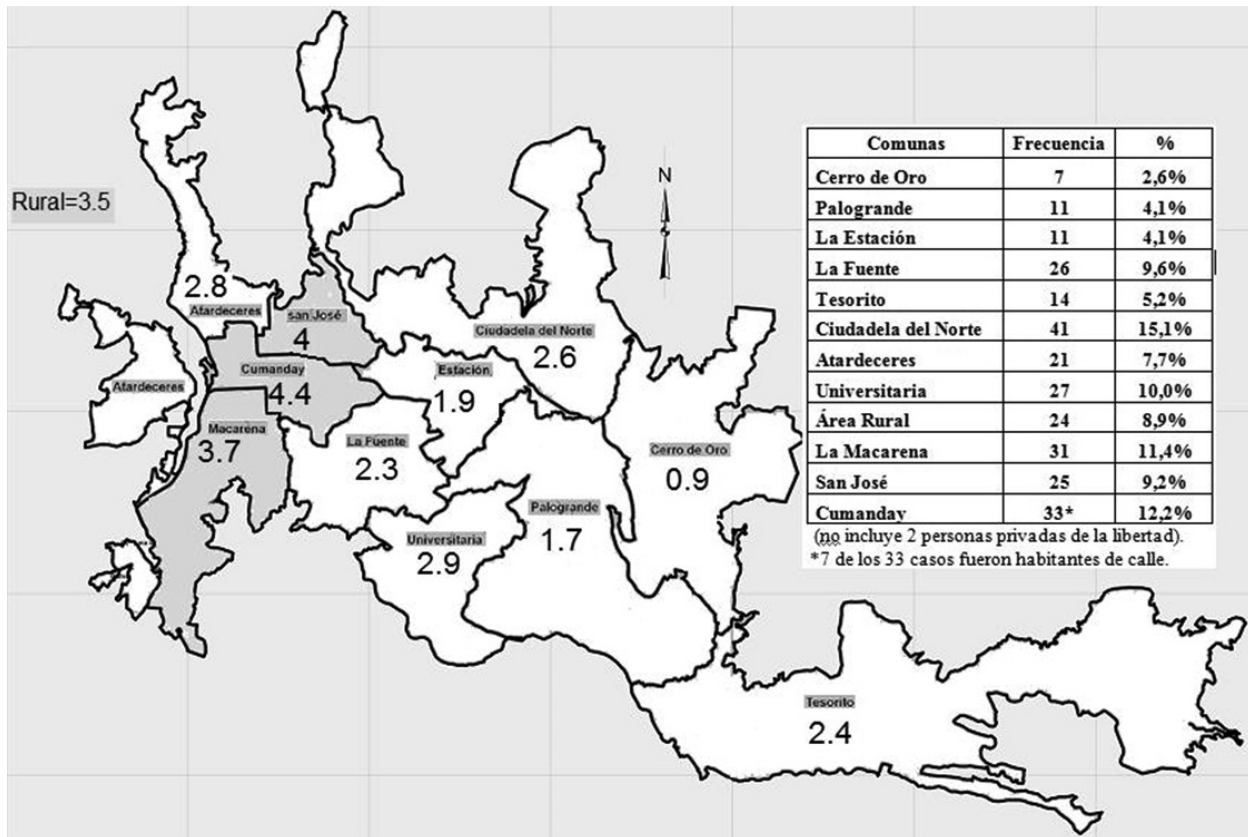 N
Rural=3.5
2.8
Atardeceres
san José
4
Ciudadela del Norte
2.6
Cumanday
4.4
Estación
1.9
Atardeceres
Macarena
3.7
La Fuente
2.3
Cerro de Oro
0.9
Palogrande
1.7
Universitaria
2.9
Tesorito
2.4
Comunas Frecuencia %
Cerro de Oro 7 2,6%
Palogrande 11 4,1%
La Estación 11 4,1%
La Fuente 26 9,6%
Tesorito 14 5,2%
Ciudadela del Norte 41 15,1%
Atardeceres 21 7,7%
Universitaria 27 10,0%
Área Rural 24 8,9%
La Macarena 31 11,4%
San José 25 9,2%
Cumanday 33* 12,2%
(no incluye 2 personas privadas de la libertad).
*7 de los 33 casos fueron habitantes de calle.